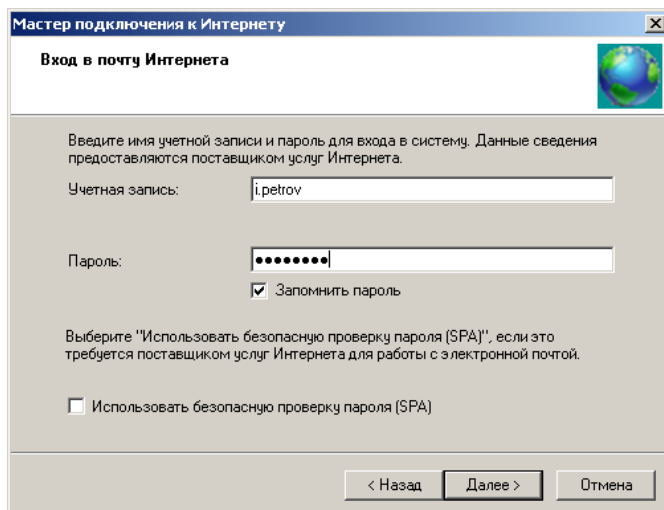 Мастер подключения к Интернету
Вход в почту Интернета
Введите имя учетной записи и пароль для входа в систему. Данные сведения
предоставляются поставщиком услуг Интернета.
Учетная запись:
i.petrov
Пароль:
••••••••
Запомнить пароль
Выберите "Использовать безопасную проверку пароля (SPA)", если это
требуется поставщиком услуг Интернета для работы с электронной почтой.
Использовать безопасную проверку пароля (SPA)
< Назад
Далее >
Отмена